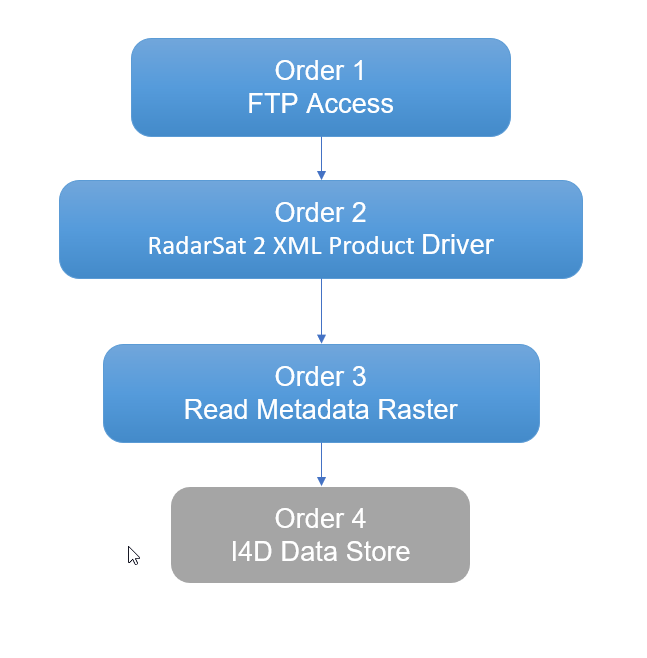 Order 1
FTP Access
Order 2
RadarSat 2 XML Product Driver
Order 3
Read Metadata Raster
Order 4
I4D Data Store